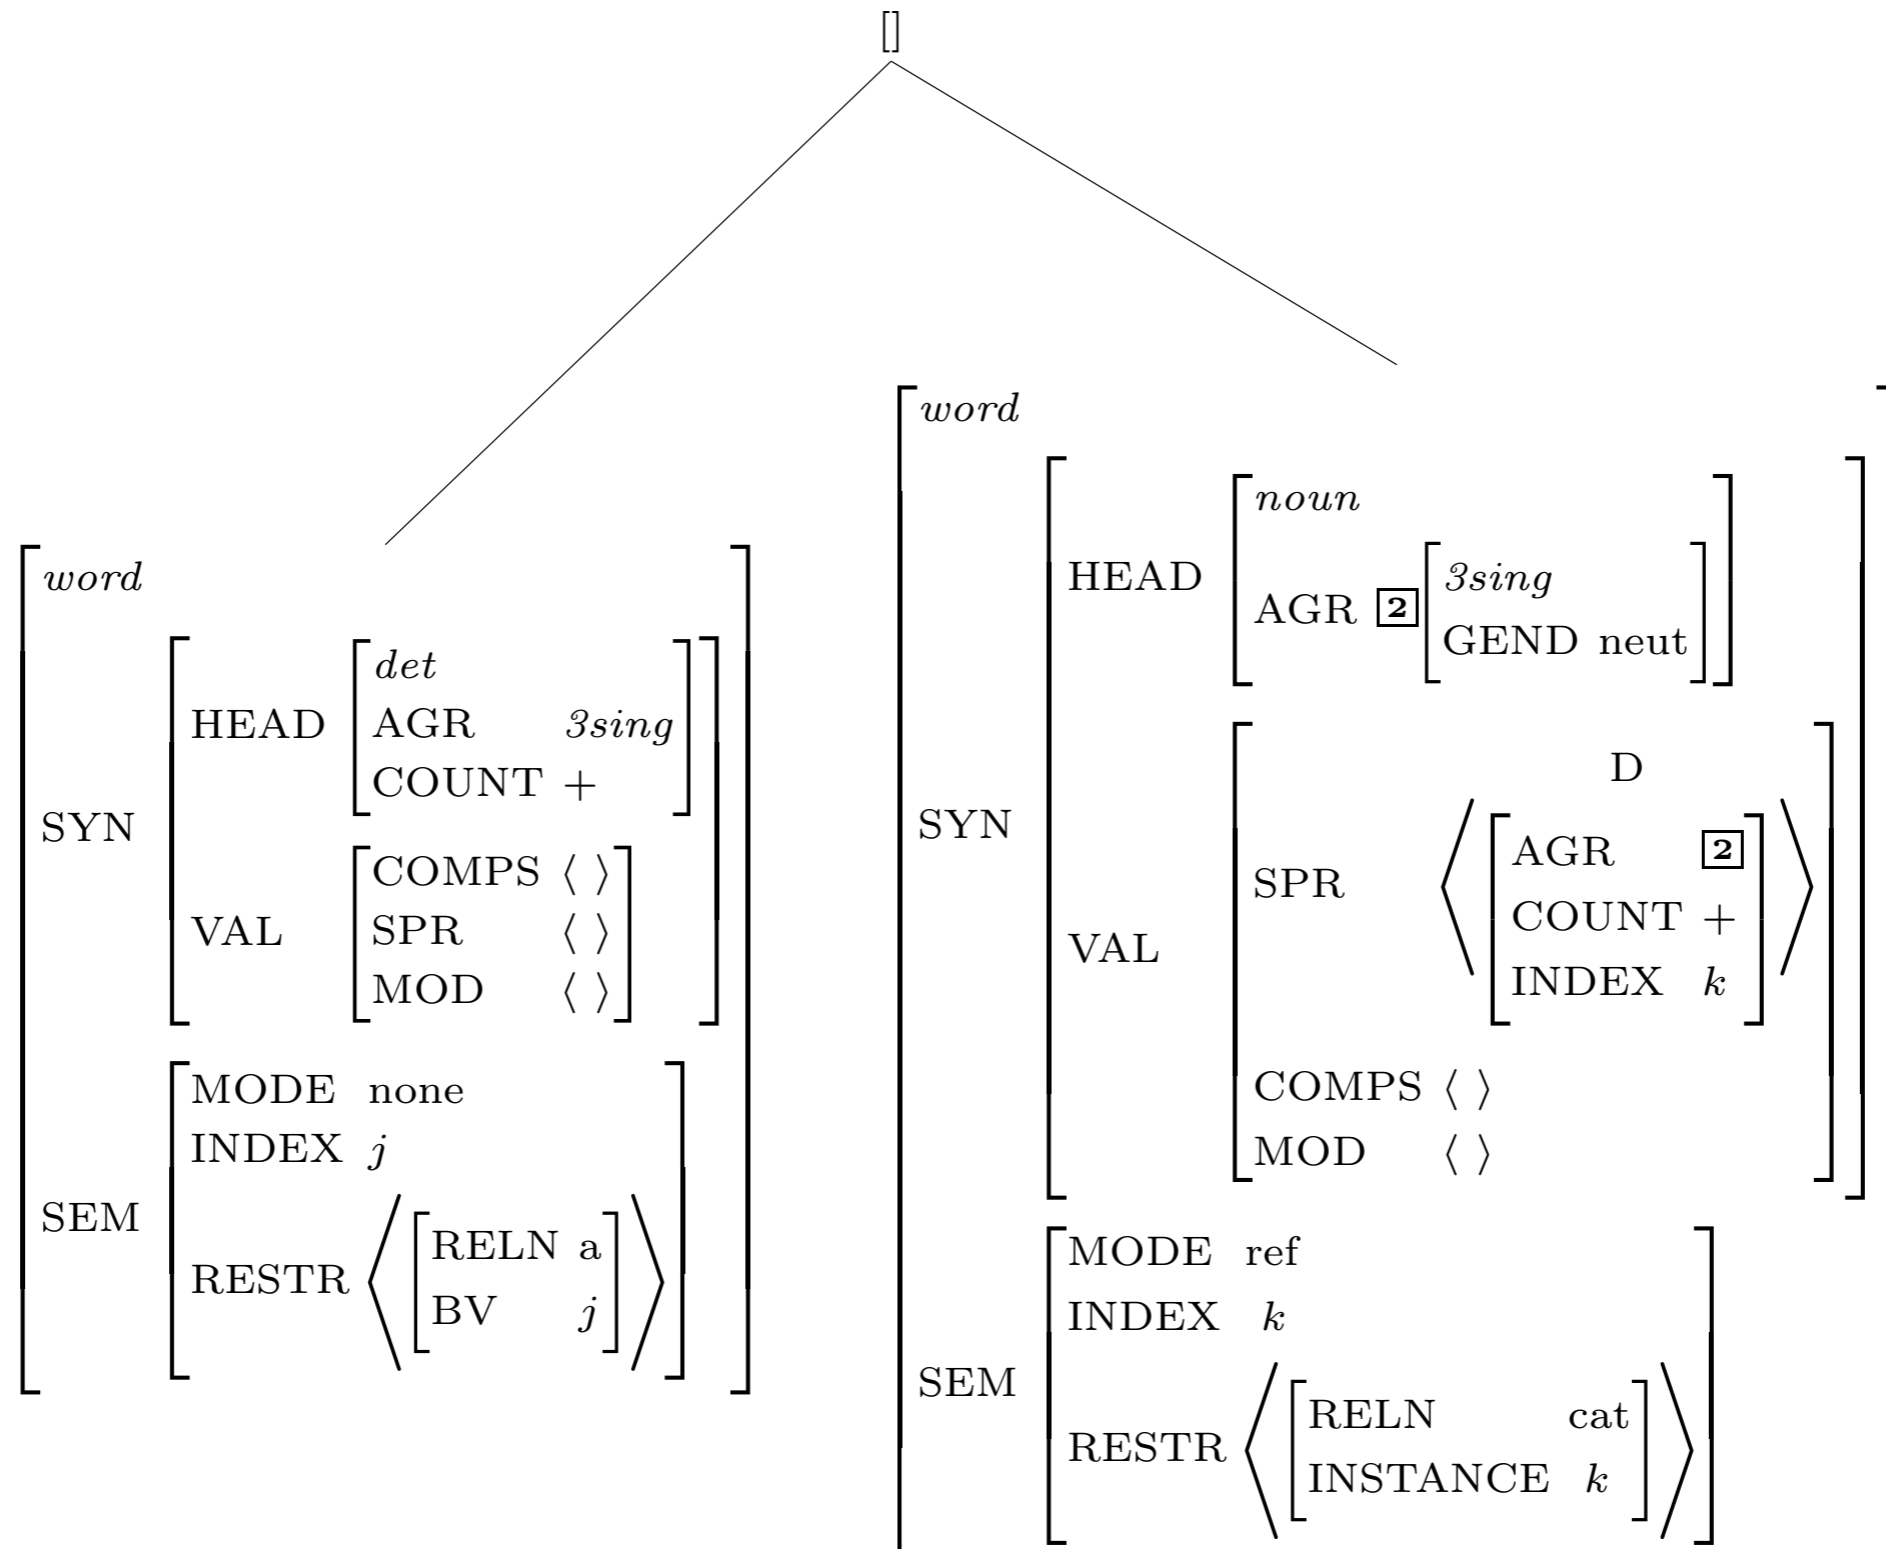 []
word
SYN
HEAD
det
AGR 3sing
COUNT +
VAL
COMPS ⟨ ⟩
SPR ⟨ ⟩
MOD ⟨ ⟩
SEM
MODE none
INDEX j
RESTR
RELN a
BV j
word
SYN
HEAD
noun
AGR 2
3sing
GEND neut
VAL
SPR
D
AGR 2
COUNT +
INDEX k
COMPS ⟨ ⟩
MOD ⟨ ⟩
SEM
MODE ref
INDEX k
RESTR
RELN cat
INSTANCE k